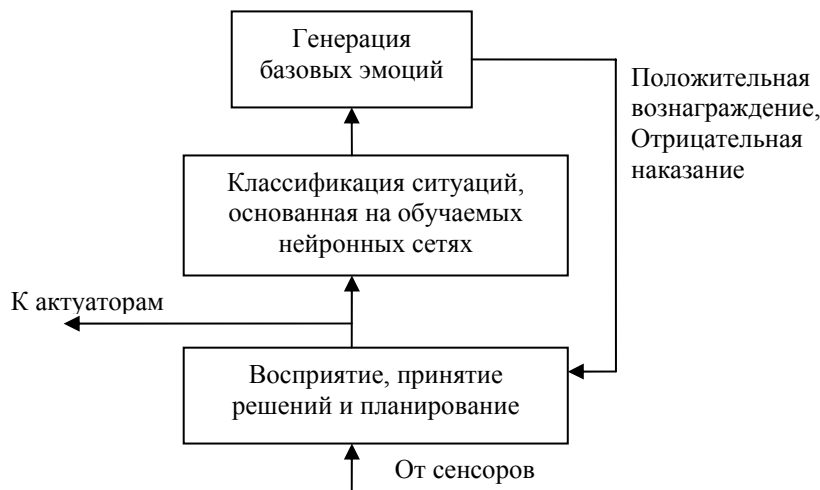 Генерация
базовых эмоций
Положительная
вознаграждение,
Отрицательная
наказание
Классификация ситуаций,
основанная на обучаемых
нейронных сетях
К актуаторам
Восприятие, принятие
решений и планирование
От сенсоров